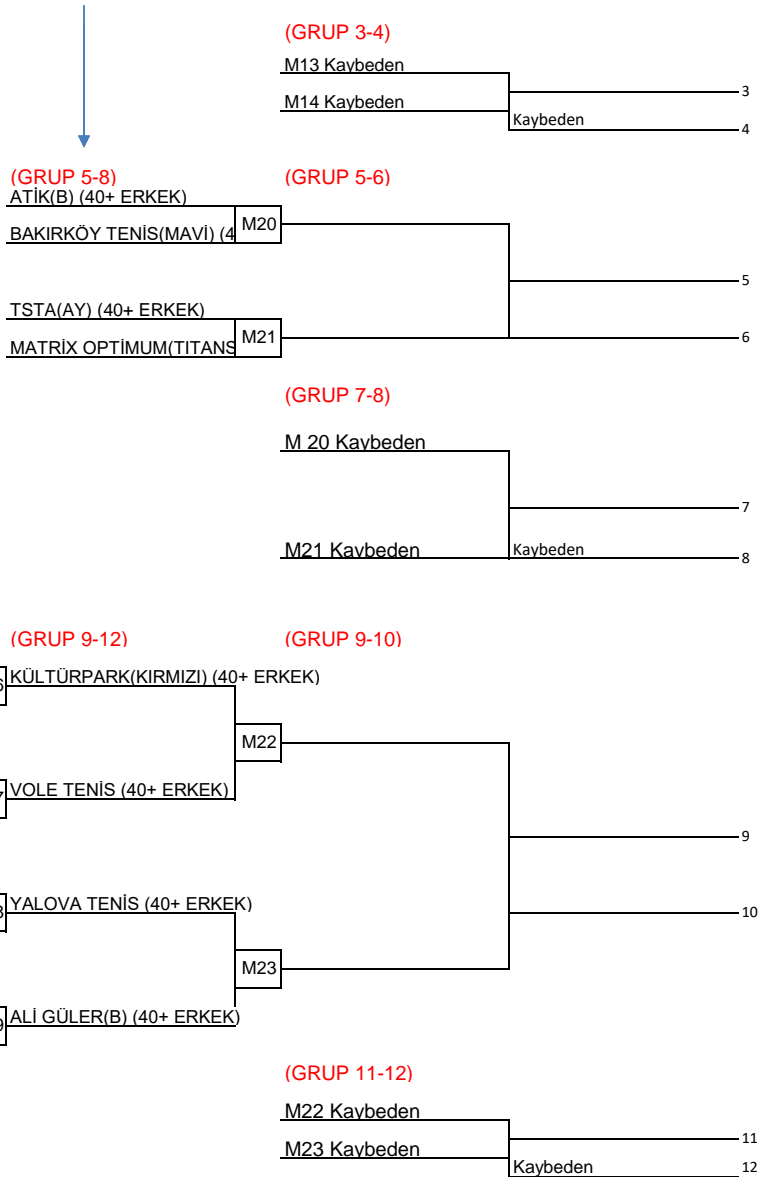 (GRUP 3-4)
M13 Kaybeden
3
M14 Kaybeden
Kaybeden
4
(GRUP 5-8)
(GRUP 5-6)
ATİK(B) (40+ ERKEK)
M20
BAKIRKÖY TENİS(MAVİ) (4
5
TSTA(AY) (40+ ERKEK)
M21
6
MATRİX OPTİMUM(TITANS
(GRUP 7-8)
M 20 Kaybeden
7
M21 Kaybeden
Kaybeden
8
(GRUP 9-12)
(GRUP 9-10)
KÜLTÜRPARK(KIRMIZI) (40+ ERKEK)
M22
VOLE TENİS (40+ ERKEK)
9
YALOVA TENİS (40+ ERKEK)
10
M23
ALİ GÜLER(B) (40+ ERKEK)
(GRUP 11-12)
M22 Kaybeden
11
M23 Kaybeden
Kaybeden
12